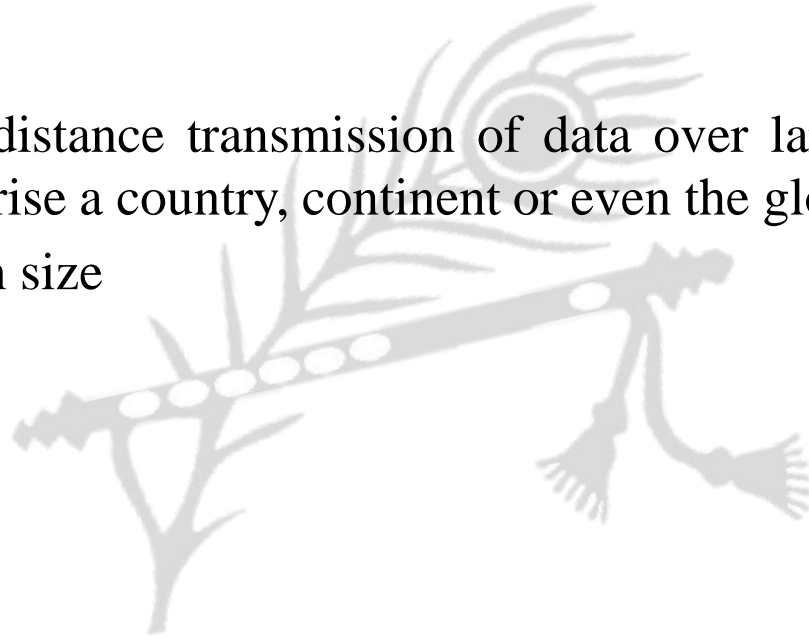 distance transmission of data over la
rise a country, continent or even the glo
size